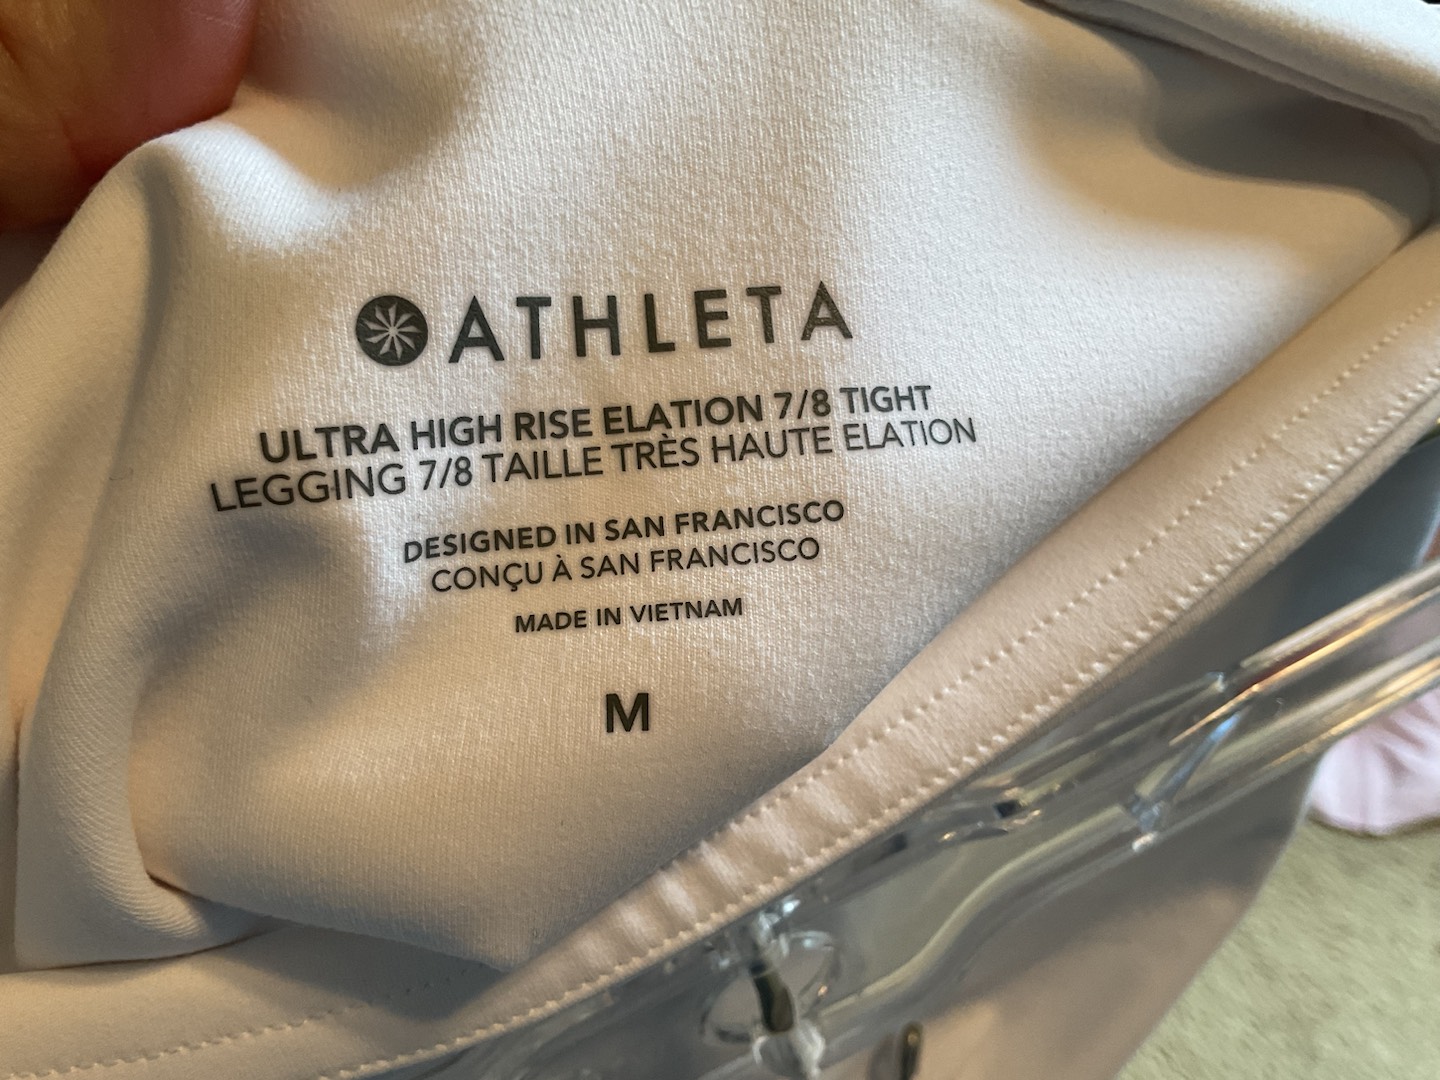 ATHLETA
ULTRA HIGH RISE ELATION 7/8 TIGHT
LEGGING 7/8 TAILLE TRÈS HAUTE ELATION
DESIGNED IN SAN FRANCISCO
CONÇU À SAN FRANCISCO
MADE IN VIETNAM
M